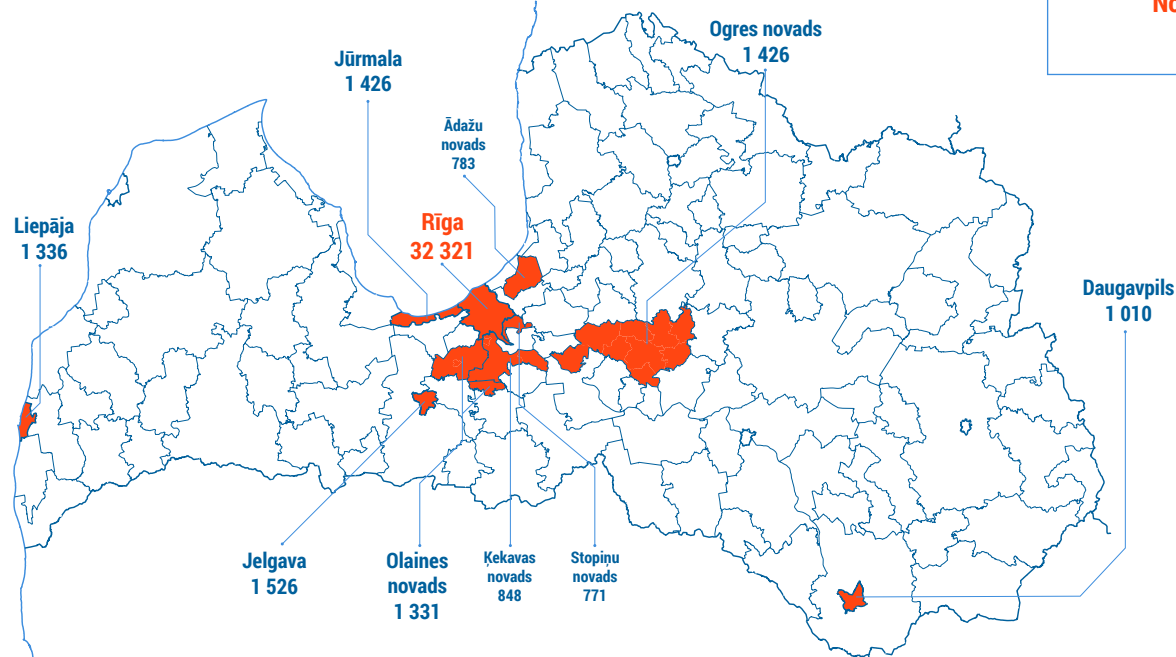 No
Ogres novads
1 426
Jūrmala
1 426
Ādažu
novads
783
Rīga
32 321
Liepāja
1 336
Daugavpils
1 010
Jelgava
1 526
Olaines
novads
1 331
Ķekavas
novads
848
Stopiņu
novads
771